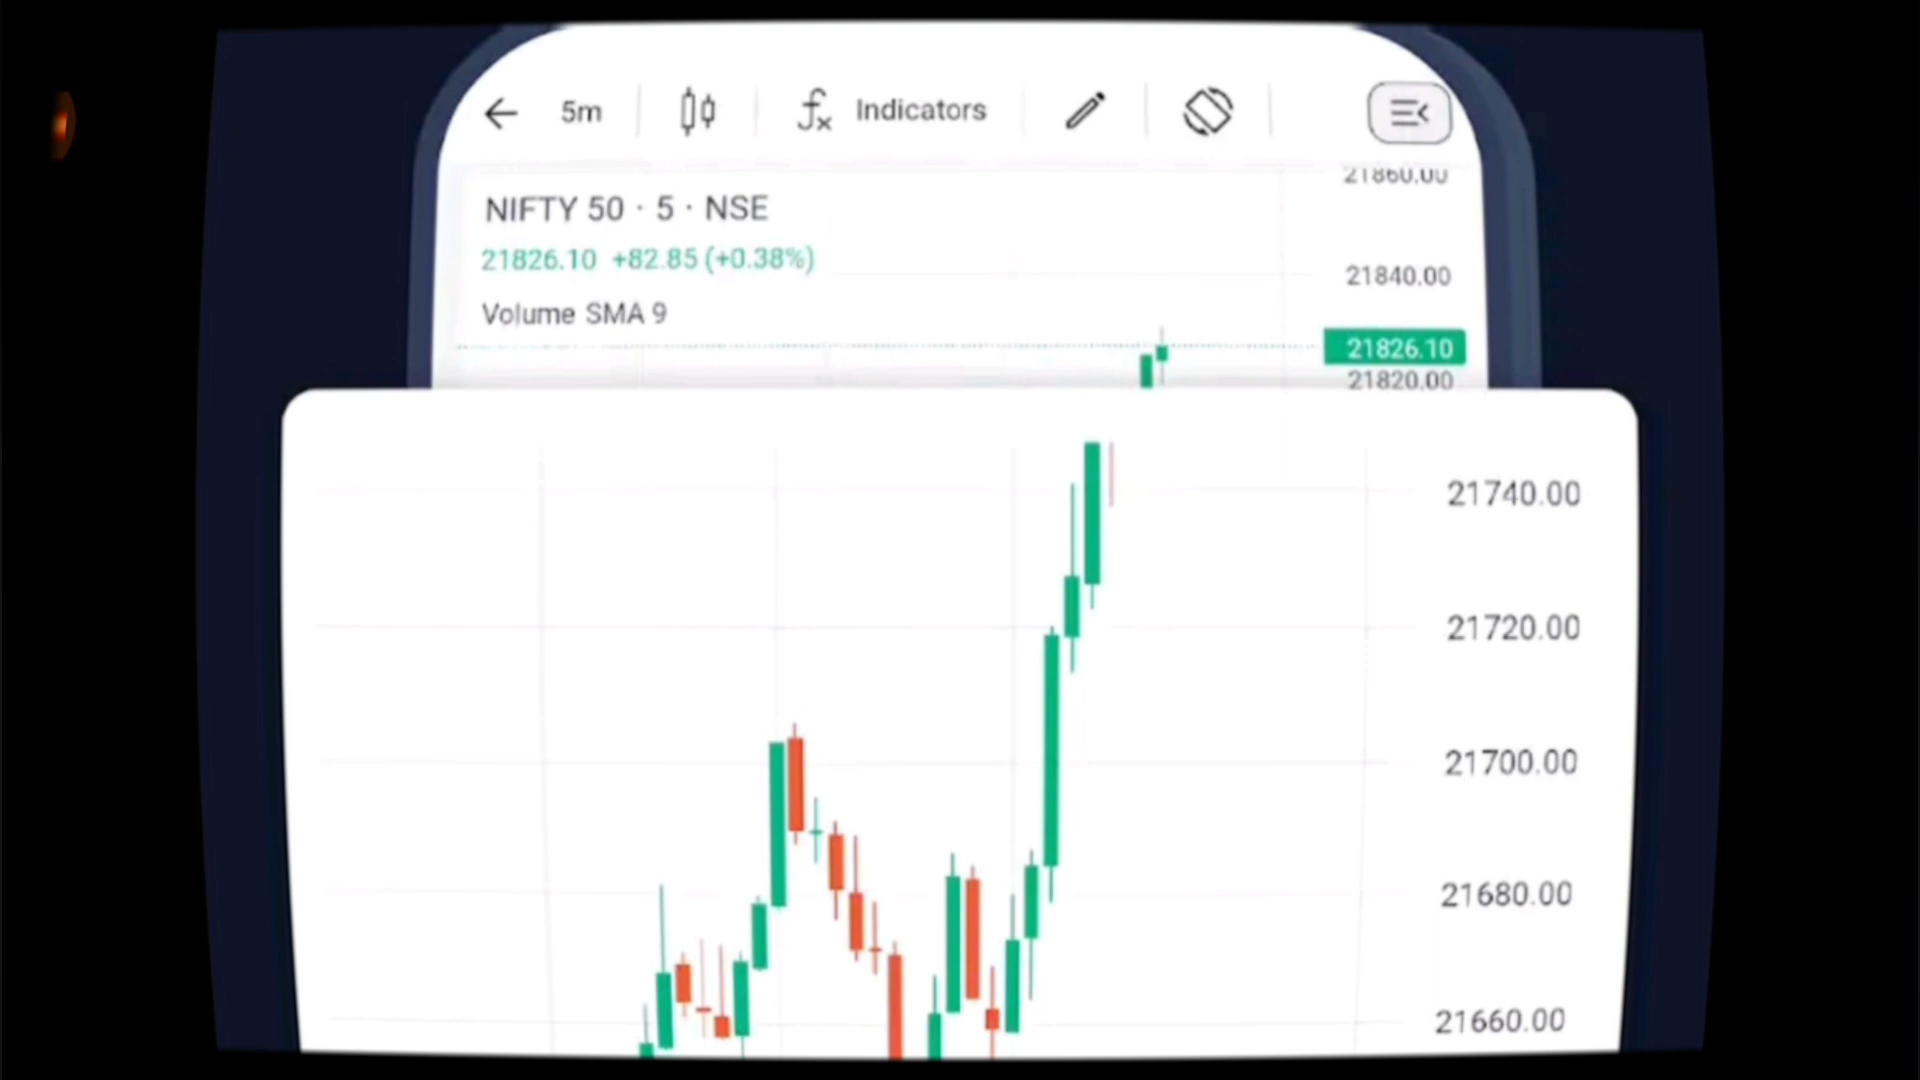 5m
Indicators
21860.00
NIFTY 50 · 5 · NSE
21826.10 +82.85 (+0.38%)
21840.00
Volume SMA 9
21826.10
21820.00
21740.00
21720.00
21700.00
21680.00
21660.00